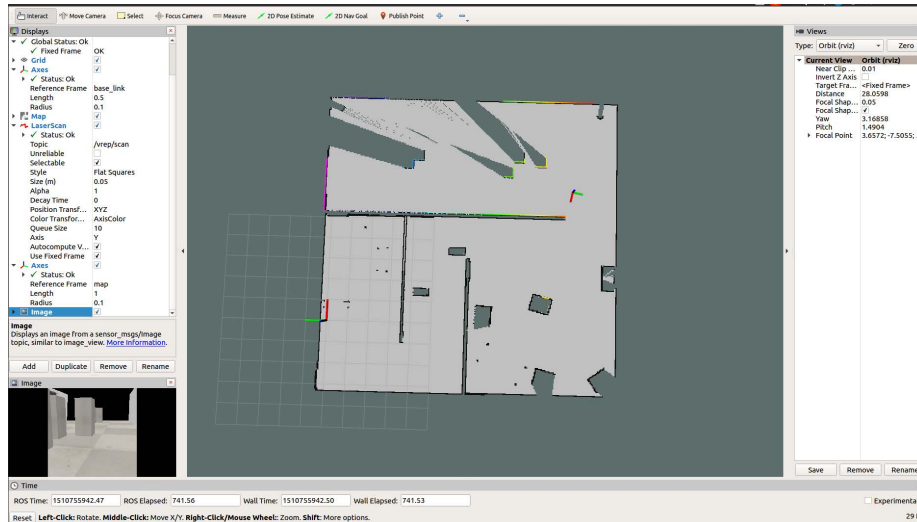 Interact Move Camera Select Focus Camera Measure 2D Pose Estimate 2D Nav Goal Publish Point
Displays
Global Status: Ok
Fixed Frame OK
Grid
Axes
Status: Ok
Reference Frame base_link
Length 0.5
Radius 0.1
Map
LaserScan
Status: Ok
Topic /vrep/scan
Unreliable
Selectable
Style Flat Squares
Size (m) 0.05
Alpha 1
Decay Time 0
Position Transf... XYZ
Color Transfor... AxisColor
Queue Size 10
Axis Y
Autocompute V...
Use Fixed Frame
Axes
Status: Ok
Reference Frame map
Length 1
Radius 0.1
Image
Image
Displays an image from a sensor_msgs/Image
topic, similar to image_view. More Information.
Add Duplicate Remove Rename
Image
Views
Type: Orbit (rviz) Zero
Current View Orbit (rviz)
Near Clip ... 0.01
Invert Z Axis
Target Fra... <Fixed Frame>
Distance 28.0598
Focal Shap... 0.05
Focal Shap...
Yaw 3.16858
Pitch 1.4904
Focal Point 3.6572; -7.5055;
Save Remove Rename
Time
ROS Time: 1510755942.47 ROS Elapsed: 741.56 Wall Time: 1510755942.50 Wall Elapsed: 741.53 Experimenta
Reset Left-Click: Rotate. Middle-Click: Move X/Y. Right-Click/Mouse Wheel:: Zoom. Shift: More options. 29